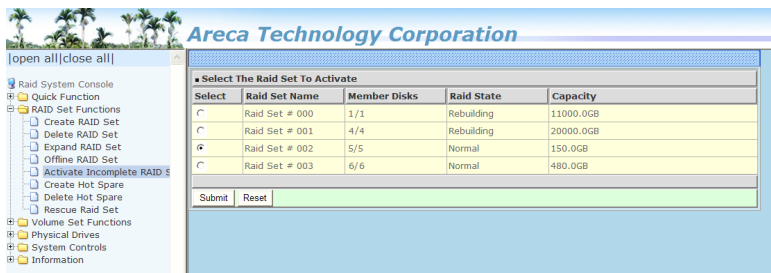 Areca Technology Corporation
|open all|close all|
Raid System Console
Quick Function
RAID Set Functions
Create RAID Set
Delete RAID Set
Expand RAID Set
Offline RAID Set
Activate Incomplete RAID S
Create Hot Spare
Delete Hot Spare
Rescue Raid Set
Volume Set Functions
Physical Drives
System Controls
Information
Select The Raid Set To Activate
Select Raid Set Name Member Disks Raid State Capacity
Raid Set # 000 1/1 Rebuilding 11000.0GB
Raid Set # 001 4/4 Rebuilding 20000.0GB
Raid Set # 002 5/5 Normal 150.0GB
Raid Set # 003 6/6 Normal 480.0GB
Submit Reset